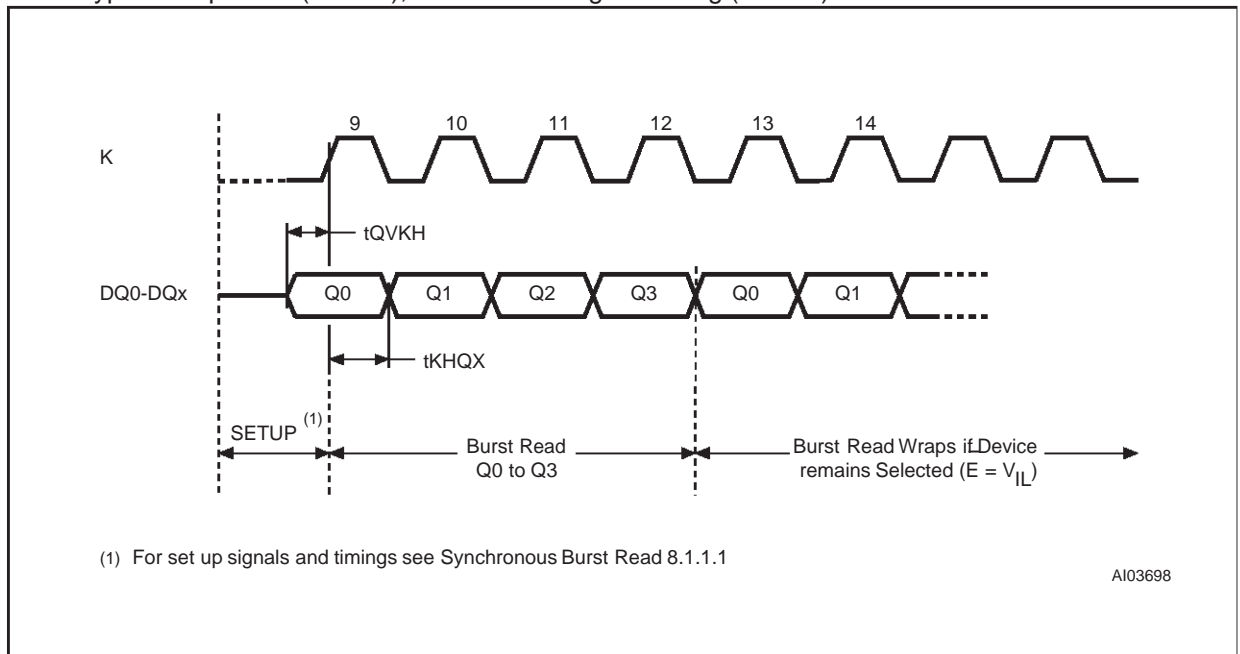 9 10 11 12 13 14
K
tQVKH
DQ0-DQx Q0 Q1 Q2 Q3 Q0 Q1
tKHQX
SETUP (1)
Burst Read
Q0 to Q3
Burst Read Wraps if Device
remains Selected (E = VIL)
(1) For set up signals and timings see Synchronous Burst Read 8.1.1.1
AI03698